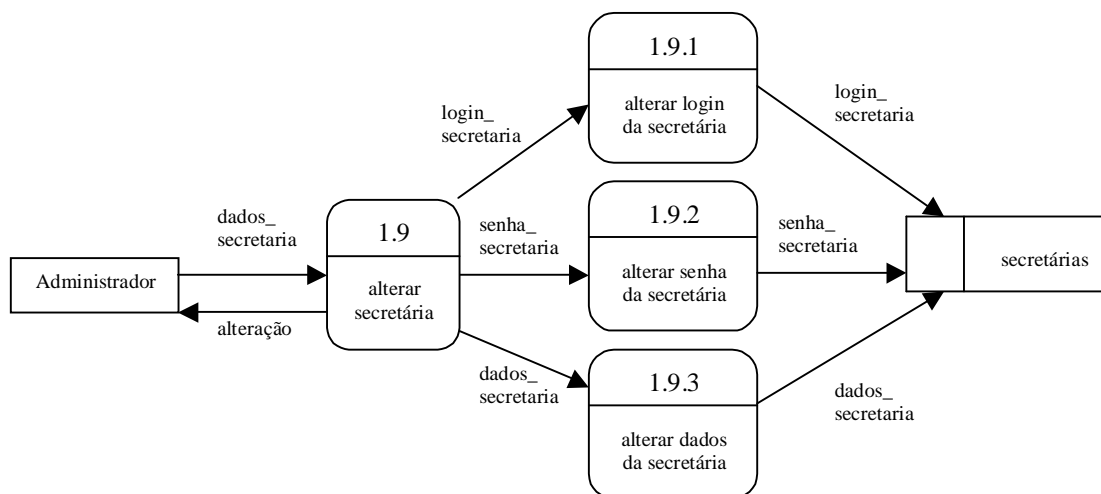 1.9.1
alterar login
da secretária
login_
secretaria
login_
secretaria
dados_
secretaria
1.9
alterar
secretária
senha_
secretaria
1.9.2
alterar senha
da secretária
senha_
secretaria
secretárias
Administrador
alteração
dados_
secretaria
1.9.3
alterar dados
da secretária
dados_
secretaria